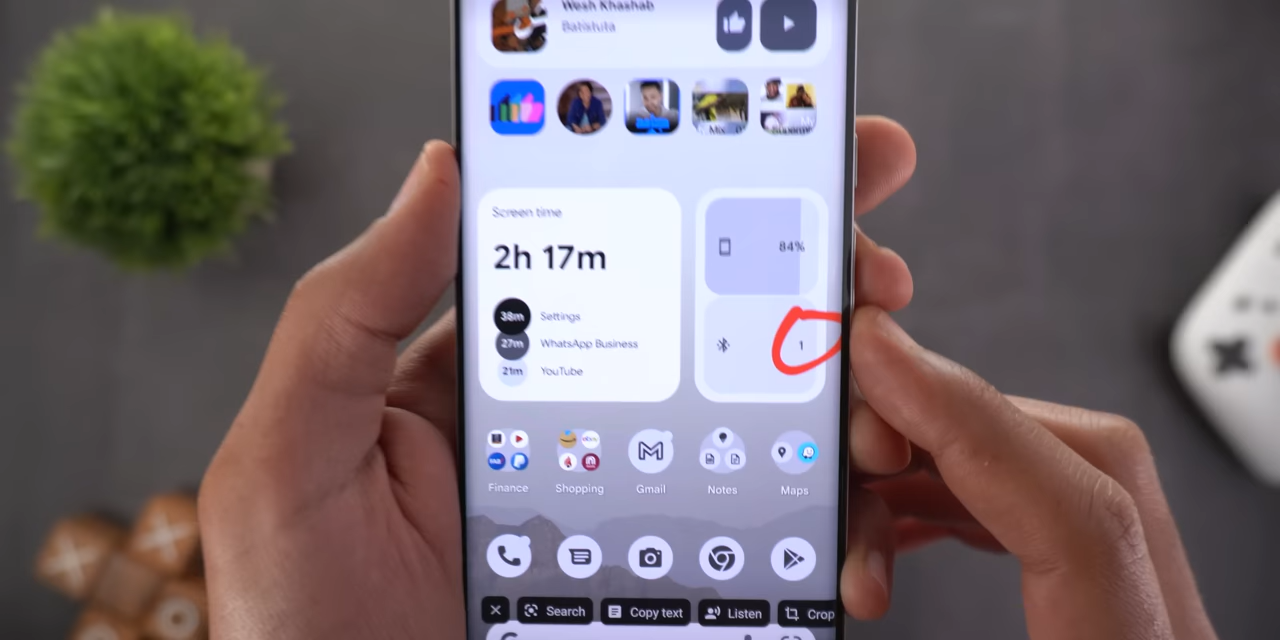 Wesh Khashab
Batistuta
Screen time
2h 17m
38m Settings
27m WhatsApp Business
21m YouTube
84%
1
Finance Shopping Gmail Notes Maps
Search Copy text Listen Crop